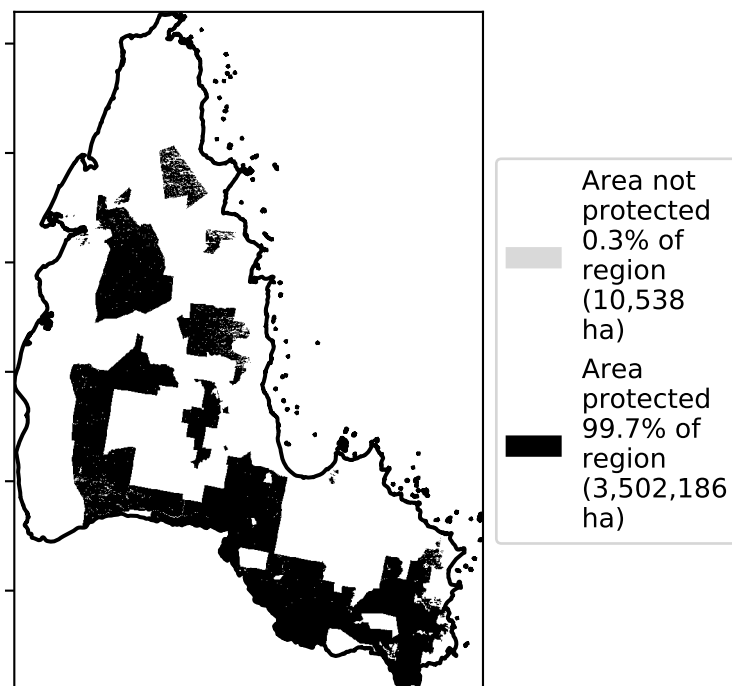 Area not
protected
0.3% of
region
(10,538
ha)
Area
protected
99.7% of
region
(3,502,186
ha)